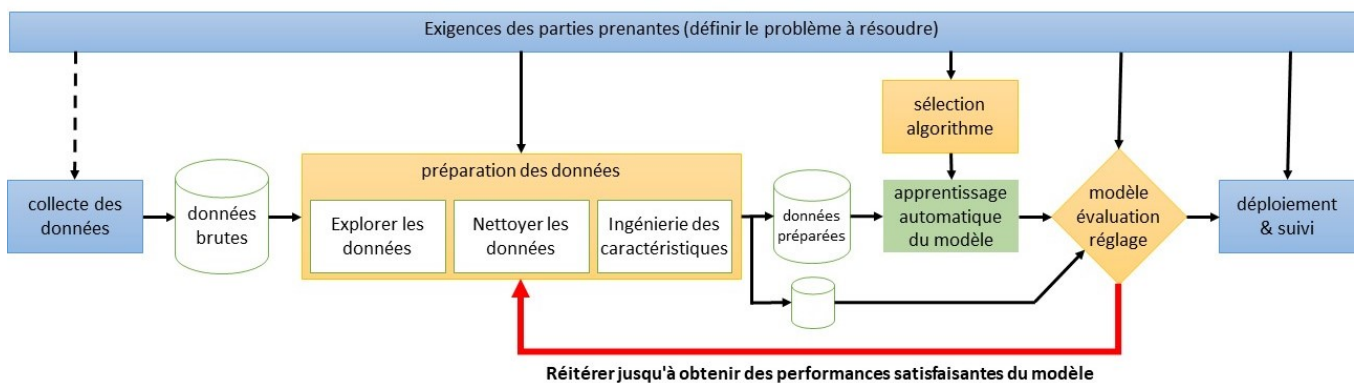 Exigences des parties prenantes (définir le problème à résoudre)
sélection
algorithme
préparation des données
collecte des
données
données
brutes
Explorer les
données
Nettoyer les
données
Ingénierie des
caractéristiques
données
préparées
apprentissage
automatique
du modèle
modèle
évaluation
réglage
déploiement
& suivi
Réitérer jusqu'à obtenir des performances satisfaisantes du modèle